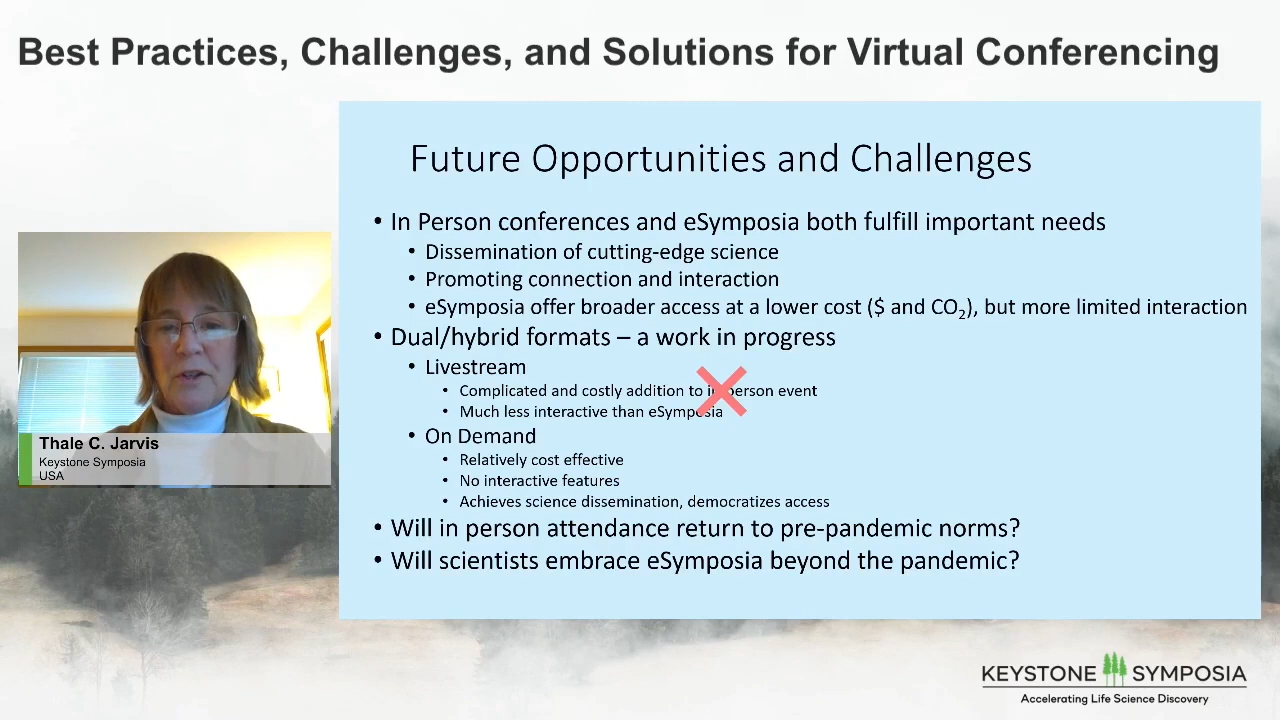 Best Practices, Challenges, and Solutions for Virtual Conferencing
Future Opportunities and Challenges
• In Person conferences and eSymposia both fulfill important needs
• Dissemination of cutting-edge science
• Promoting connection and interaction
• eSymposia offer broader access at a lower cost ($ and CO₂), but more limited interaction
• Dual/hybrid formats – a work in progress
• Livestream
• Complicated and costly addition to in person event
• Much less interactive than eSymposia
• On Demand
• Relatively cost effective
• No interactive features
• Achieves science dissemination, democratizes access
• Will in person attendance return to pre-pandemic norms?
• Will scientists embrace eSymposia beyond the pandemic?
Thale C. Jarvis
Keystone Symposia
USA
KEYSTONE SYMPOSIA
Accelerating Life Science Discovery